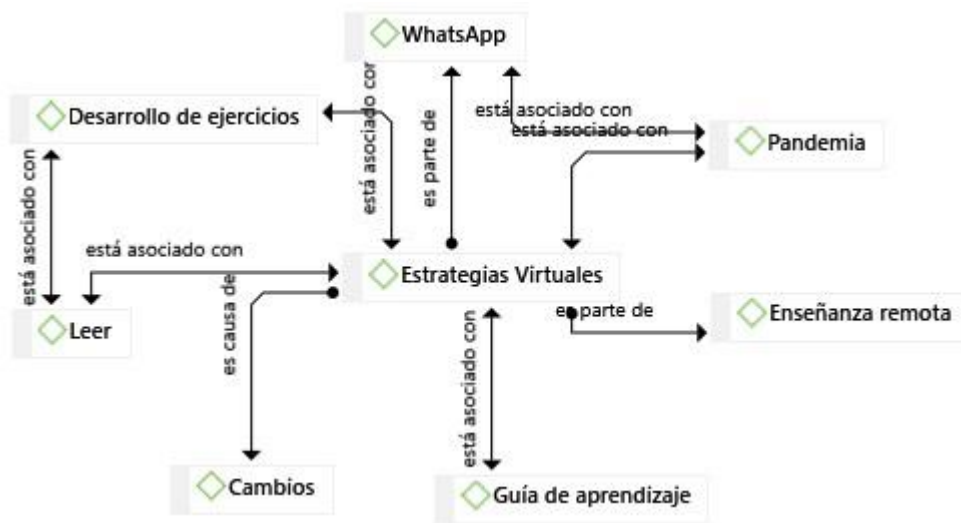 WhatsApp
está asociado con
es parte de
está asociado con
está asociado con
Desarrollo de ejercicios
Pandemia
está asociado con
está asociado con
Estrategias Virtuales
Leer
es causa de
está asociado con
es parte de
Enseñanza remota
Cambios
Guía de aprendizaje